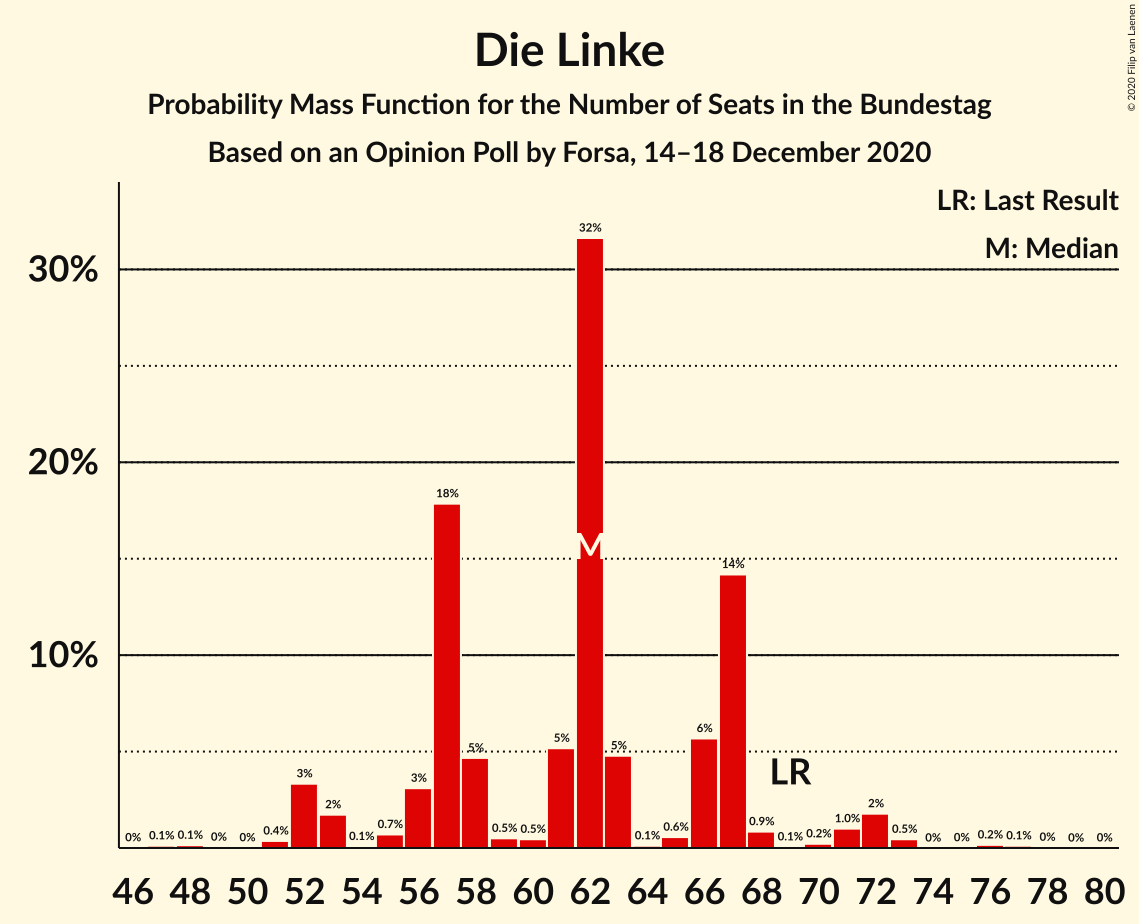 Die Linke
Probability Mass Function for the Number of Seats in the Bundestag
Based on an Opinion Poll by Forsa, 14–18 December 2020
© 2020 Filip van Laenen
LR: Last Result
M: Median
30%
20%
10%
0% 0.1% 0.1% 0% 0% 0.4% 3% 2% 0.1% 0.7% 3% 18% 5% 0.5% 0.5% 5% 32% 5% 0.1% 0.6% 6% 14% 0.9% 0.1% 0.2% 1.0% 2% 0.5% 0% 0% 0.2% 0.1% 0% 0% 0%
M
LR
46 48 50 52 54 56 58 60 62 64 66 68 70 72 74 76 78 80